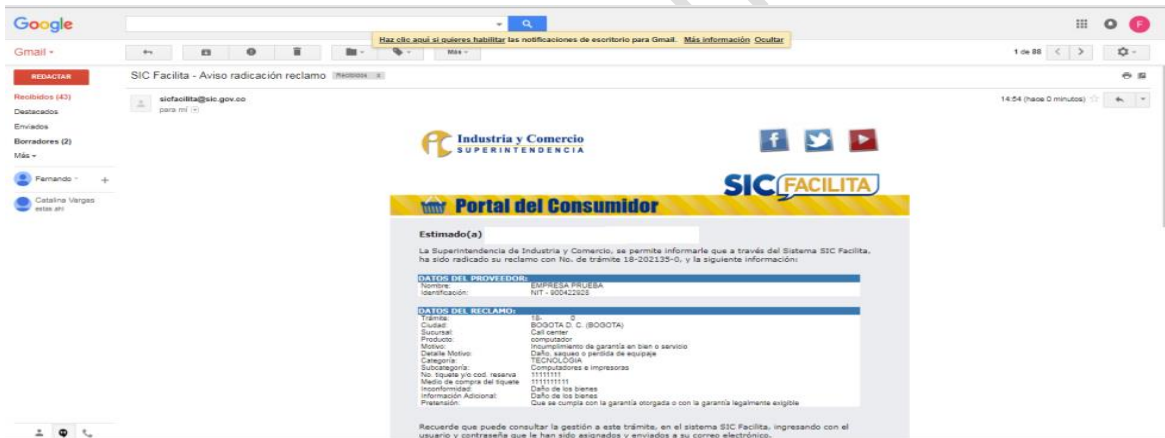 Google
Haz clic aquí si quieres habilitar las notificaciones de escritorio para Gmail. Más información Ocultar
F
Gmail
Más
1 de 88
REDACTAR
SIC Facilita - Aviso radicación reclamo Recibidos x
Recibidos (43)
Destacados
Enviados
Borradores (2)
Más
sicfacilita@sic.gov.co
para mí
14:54 (hace 0 minutos)
Fernando
+
Catalina Vargas
Industria y Comercio
SUPERINTENDENCIA
SIC FACILITA
Portal del Consumidor
Estimado(a)
La Superintendencia de Industria y Comercio, se permite informarle que a través del Sistema SIC Facilita,
ha sido radicado su reclamo con No. de trámite 18-202135-0, y la siguiente información:
DATOS DEL PROVEEDOR:
Nombre: EMPRESA PRUEBA
Identificación: NIT - 900422928
DATOS DEL RECLAMO:
Trámite: 18- 0
Ciudad: BOGOTA D. C. (BOGOTA)
Sucursal: Call center
Producto: computador
Motivo: Incumplimiento de garantía en bien o servicio
Detalle Motivo: Daño, saqueo o perdida de equipaje
Categoría: TECNOLOGIA
Subcategoría: Computadores e impresoras
No. tiquete y/o cod. reserva 11111111
Medio de compra del tiquete 1111111111
Inconformidad: Daño de los bienes
Información Adicional: Daño de los bienes
Pretensión: Que se cumpla con la garantía otorgada o con la garantía legalmente exigible
Recuerde que puede consultar la gestión a este trámite, en el sistema SIC Facilita, ingresando con el
usuario y contraseña que le han sido asignados y enviados a su correo electrónico.